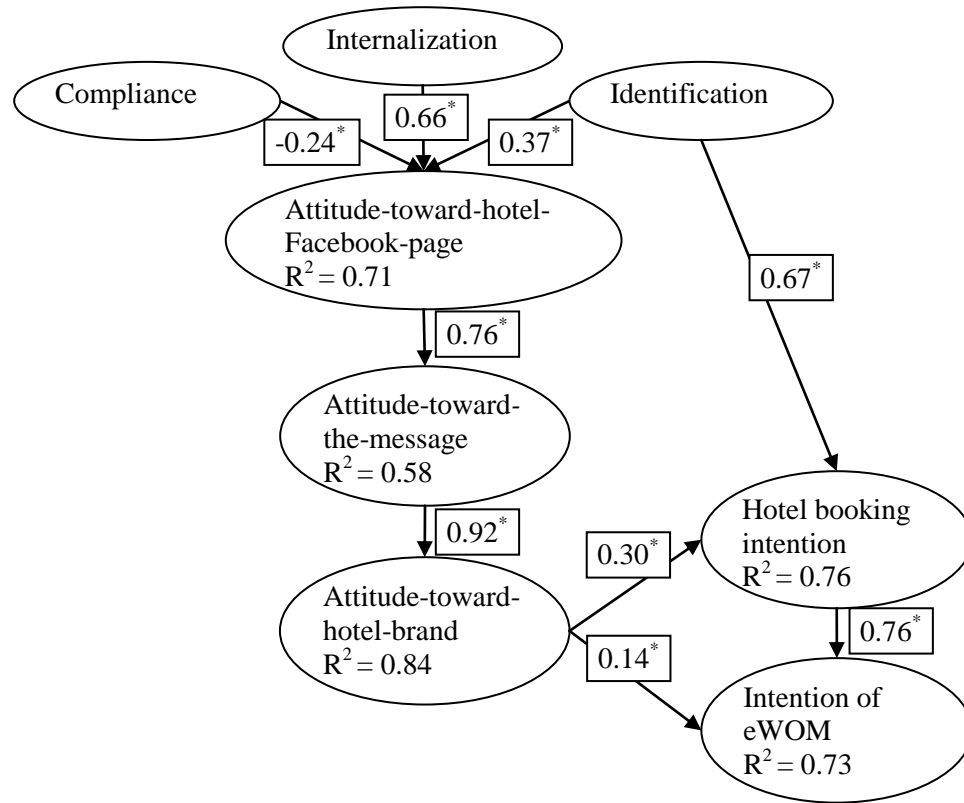 Internalization
Compliance
Identification
-0.24*
0.66*
0.37*
Attitude-toward-hotel-
Facebook-page
R² = 0.71
0.67*
0.76*
Attitude-toward-
the-message
R² = 0.58
0.92*
Hotel booking
intention
R² = 0.76
0.30*
Attitude-toward-
hotel-brand
R² = 0.84
0.76*
0.14*
Intention of
eWOM
R² = 0.73